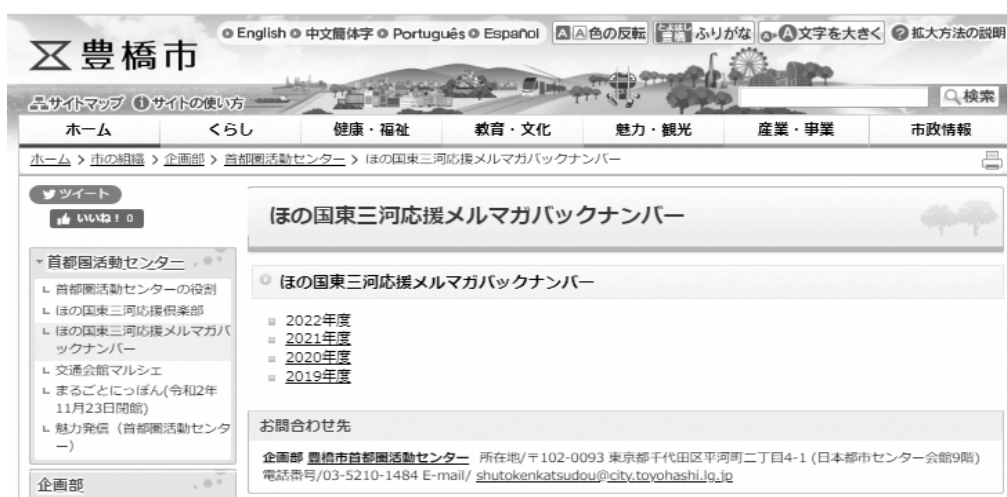 English 中文簡体字 Português Español A A 色の反転 とよはし 豊橋 ふりがな A 文字を大きく 拡大方法の説明
豊橋市
サイトマップ サイトの使い方 検索
ホーム くらし 健康・福祉 教育・文化 魅力・観光 産業・事業 市政情報
ホーム > 市の組織 > 企画部 > 首都圏活動センター > ほの国東三河応援メルマガバックナンバー
ツイート
いいね！ 0
ほの国東三河応援メルマガバックナンバー
首都圏活動センター
首都圏活動センターの役割
ほの国東三河応援倶楽部
ほの国東三河応援メルマガバ
ックナンバー
交通会館マルシェ
まるごとにっぽん(令和2年
11月23日閉館)
魅力発信（首都圏活動センタ
ー）
企画部
ほの国東三河応援メルマガバックナンバー
2022年度
2021年度
2020年度
2019年度
お問合わせ先
企画部 豊橋市首都圏活動センター 所在地/〒102-0093 東京都千代田区平河町二丁目4-1 (日本都市センター会館9階)
電話番号/03-5210-1484 E-mail/ shutokenkatsudou@city.toyohashi.lg.jp